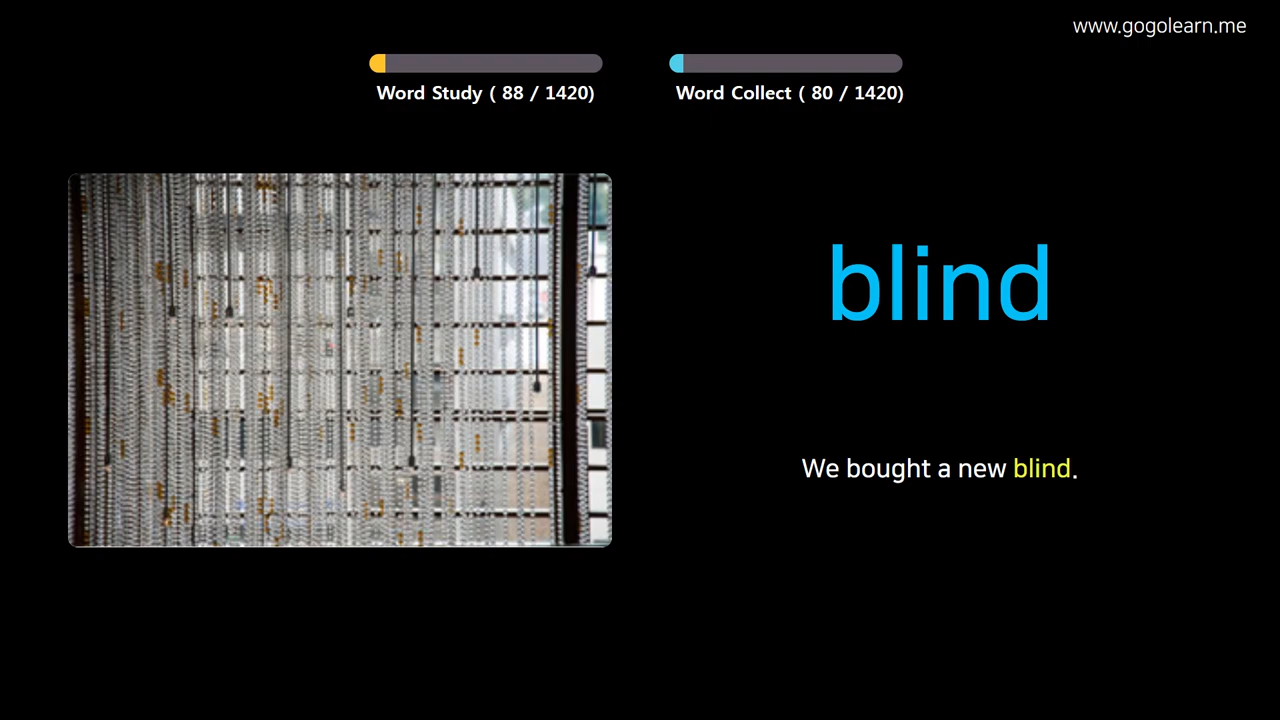 www.gogolearn.me
Word Study ( 88 / 1420)
Word Collect ( 80 / 1420)
blind
We bought a new blind.